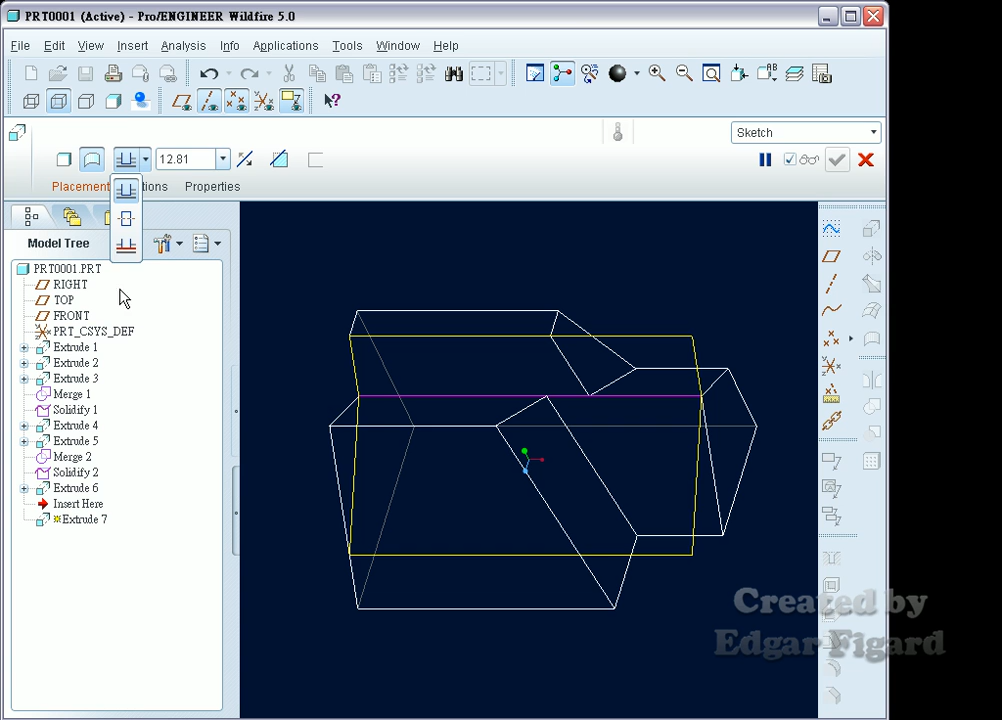 PRT0001 (Active) - Pro/ENGINEER Wildfire 5.0
File Edit View Insert Analysis Info Applications Tools Window Help
Sketch
12.81
Placement Properties
Model Tree
PRT0001.PRT
RIGHT
TOP
FRONT
PRT_CSYS_DEF
Extrude 1
Extrude 2
Extrude 3
Merge 1
Solidify 1
Extrude 4
Extrude 5
Merge 2
Solidify 2
Extrude 6
Insert Here
Extrude 7
Created by
Edgar Figard